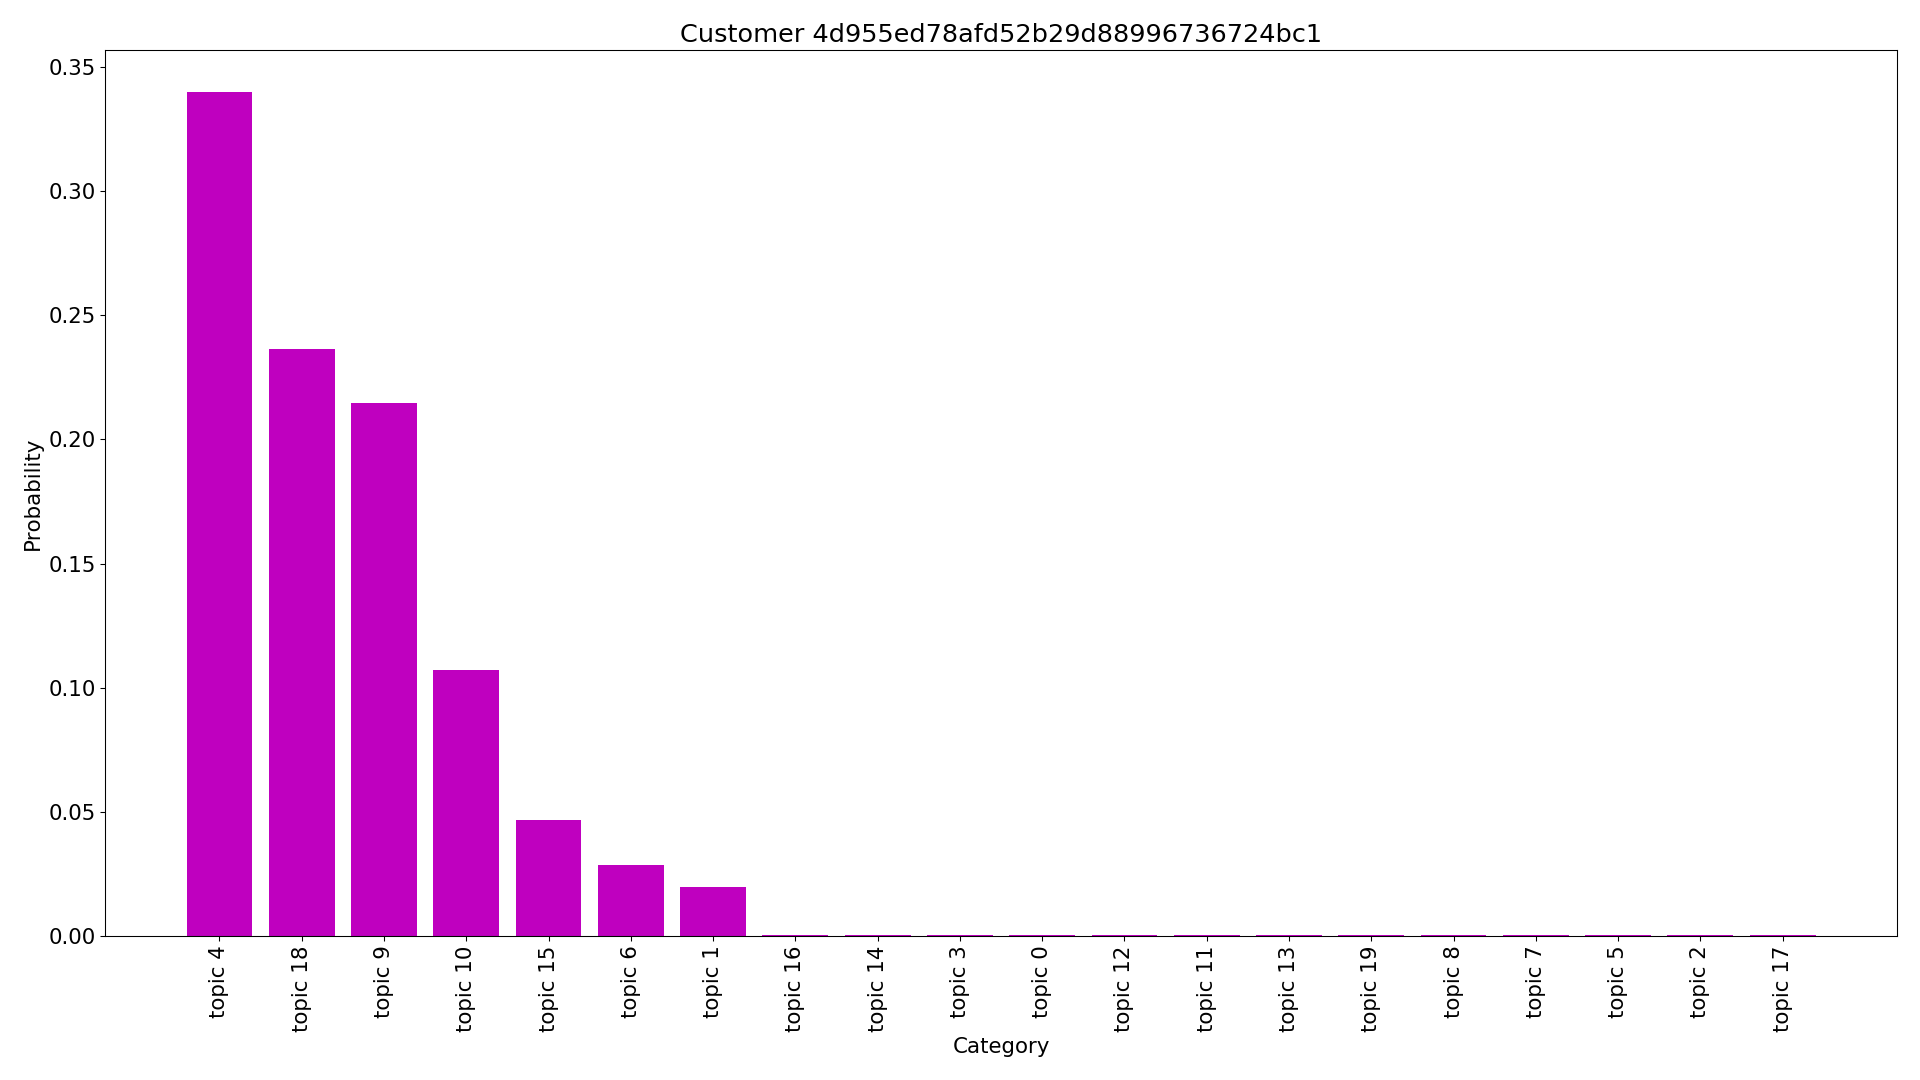 Customer 4d955ed78afd52b29d88996736724bc1
Probability
0.35
0.30
0.25
0.20
0.15
0.10
0.05
0.00
topic 4
topic 18
topic 9
topic 10
topic 15
topic 6
topic 1
topic 16
topic 14
topic 3
topic 0
topic 12
topic 11
topic 13
topic 19
topic 8
topic 7
topic 5
topic 2
topic 17
Category